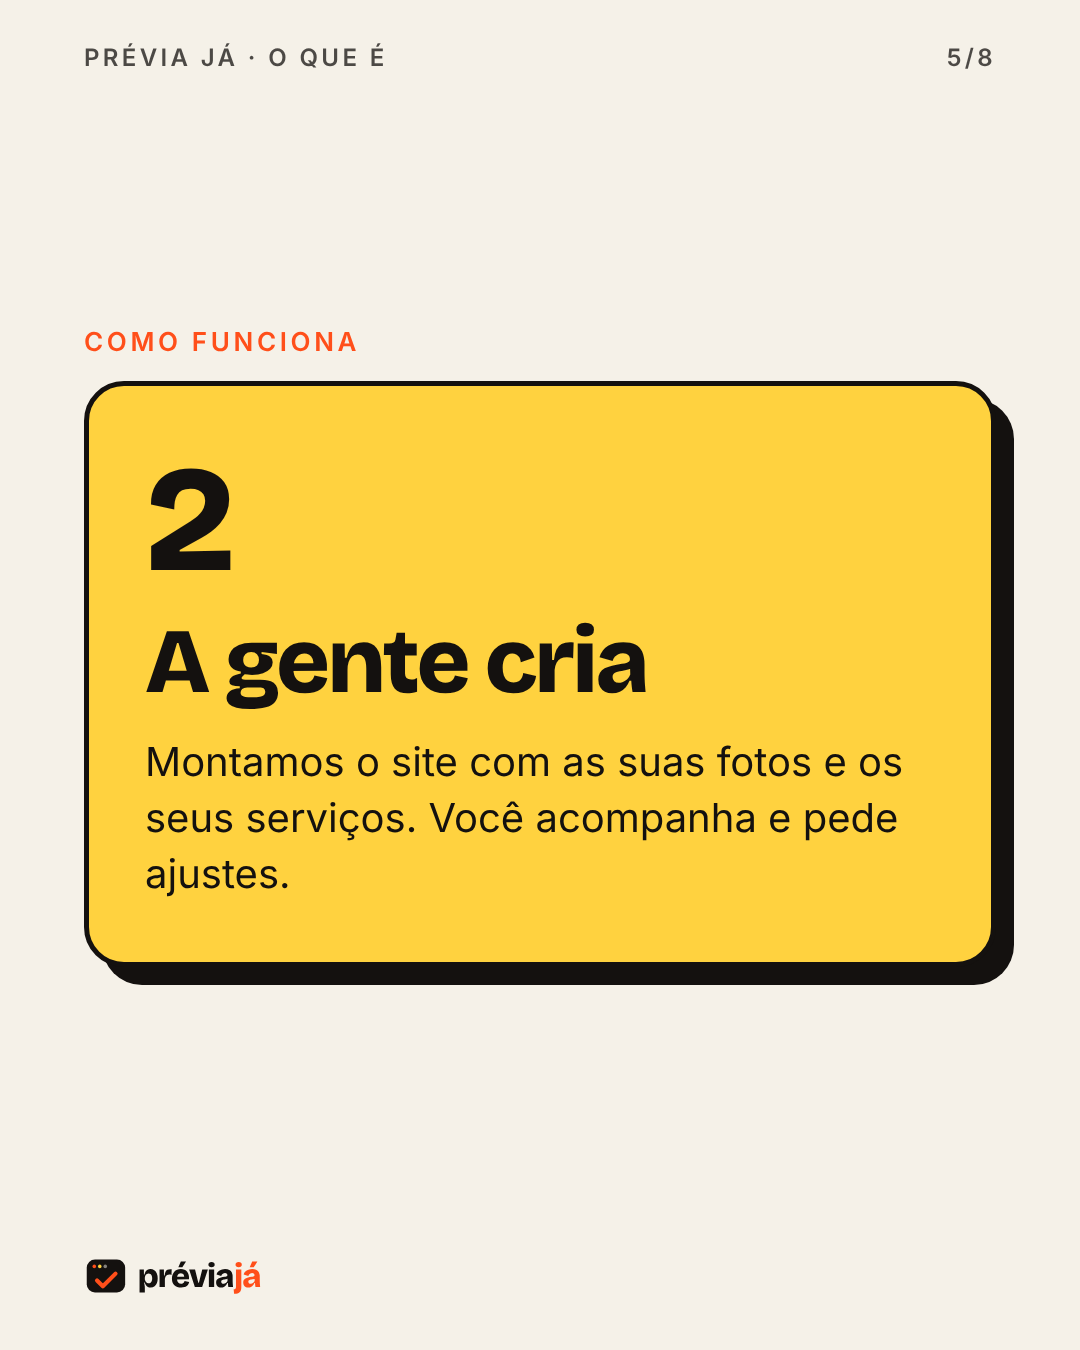 PRÉVIA JÁ · O QUE É
5/8
COMO FUNCIONA
2
A gente cria
Montamos o site com as suas fotos e os
seus serviços. Você acompanha e pede
ajustes.
préviajá